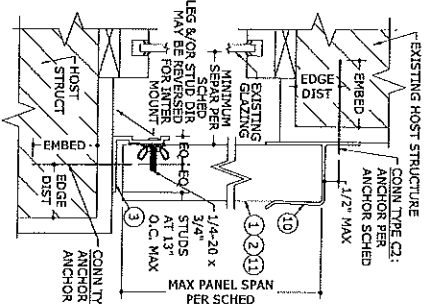 EXISTING HOST STRUCTURE
CONN TYPE C2:
ANCHOR PER
ANCHOR SCHED
1/2" MAX
EMBED
EDGE
DIST
10
1 2 11
EXISTING
GLAZING
MINIMUM
SEPAR PER
SCHED
LEG &/OR STUD DIR
MAY BE REVERSED
FOR INTER
MOUNT
EQ
EQ
1/4-20 x
3/4"
STUDS
AT 13"
O.C. MAX
3
HOST
STRUCT
EMBED
EDGE
DIST
CONN TY
ANCHOR
ANCHOR
MAX PANEL SPAN
PER SCHED